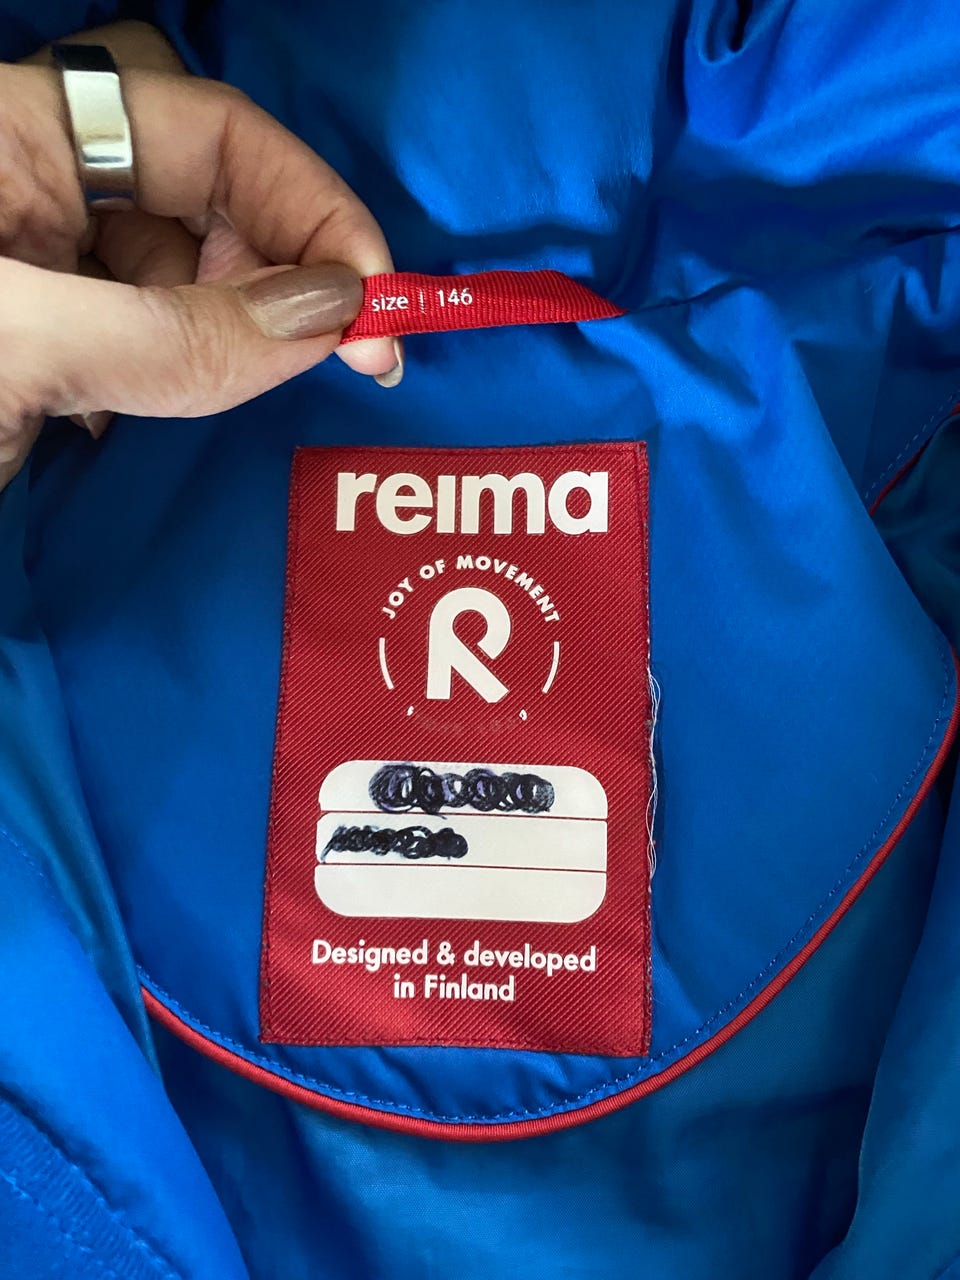 size | 146
reima
JOY OF MOVEMENT
R
Designed & developed
in Finland